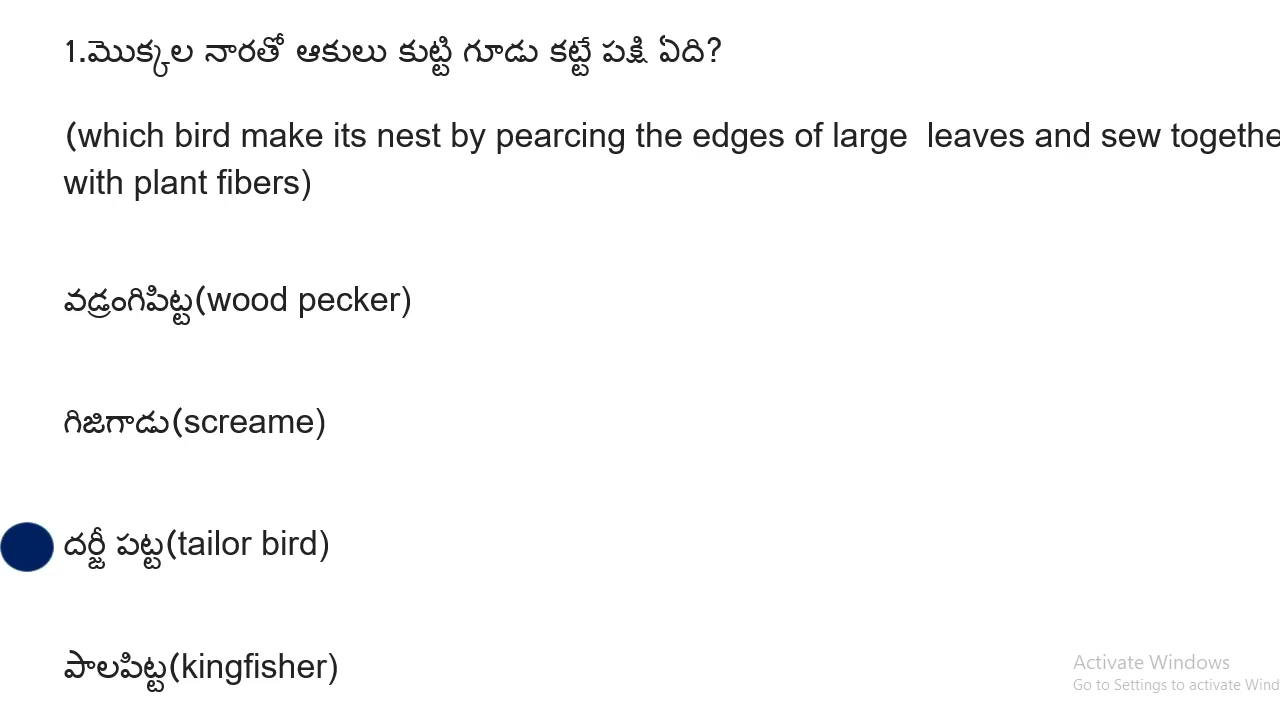 1.మొక్కల నారతో ఆకులు కుట్టి గూడు కట్టే పక్షి ఏది?
(which bird make its nest by pearcing the edges of large leaves and sew togethe
with plant fibers)
వడ్రంగిపిట్ట(wood pecker)
గిజిగాడు(screame)
దర్జీ పట్ట(tailor bird)
పాలపిట్ట(kingfisher)
Activate Windows
Go to Settings to activate Wind